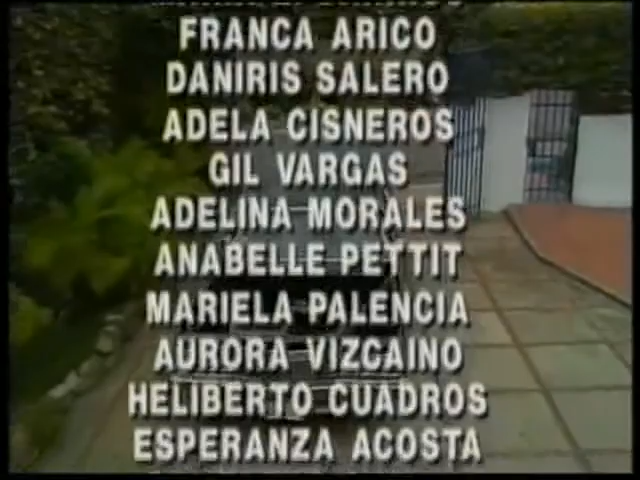 FRANCA ARICO
DANIRIS SALERO
ADELA CISNEROS
GIL VARGAS
ADELINA MORALES
ANABELLE PETTIT
MARIELA PALENCIA
AURORA VIZCAINO
HELIBERTO CUADROS
ESPERANZA ACOSTA